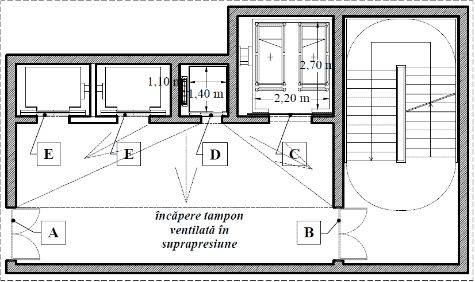 2,70 m
1,10 m
1,40 m
2,20 m
E
E
D
C
A
încăpere tampon
ventilată în
suprapresiune
B